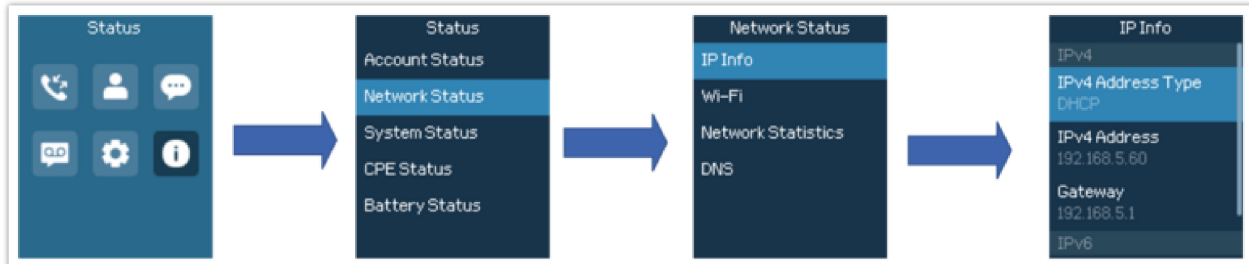 Status
Status
Account Status
Network Status
System Status
CPE Status
Battery Status
Network Status
IP Info
Wi-Fi
Network Statistics
DNS
IP Info
IPv4
IPv4 Address Type
DHCP
IPv4 Address
192.168.5.60
Gateway
192.168.5.1
IPv6